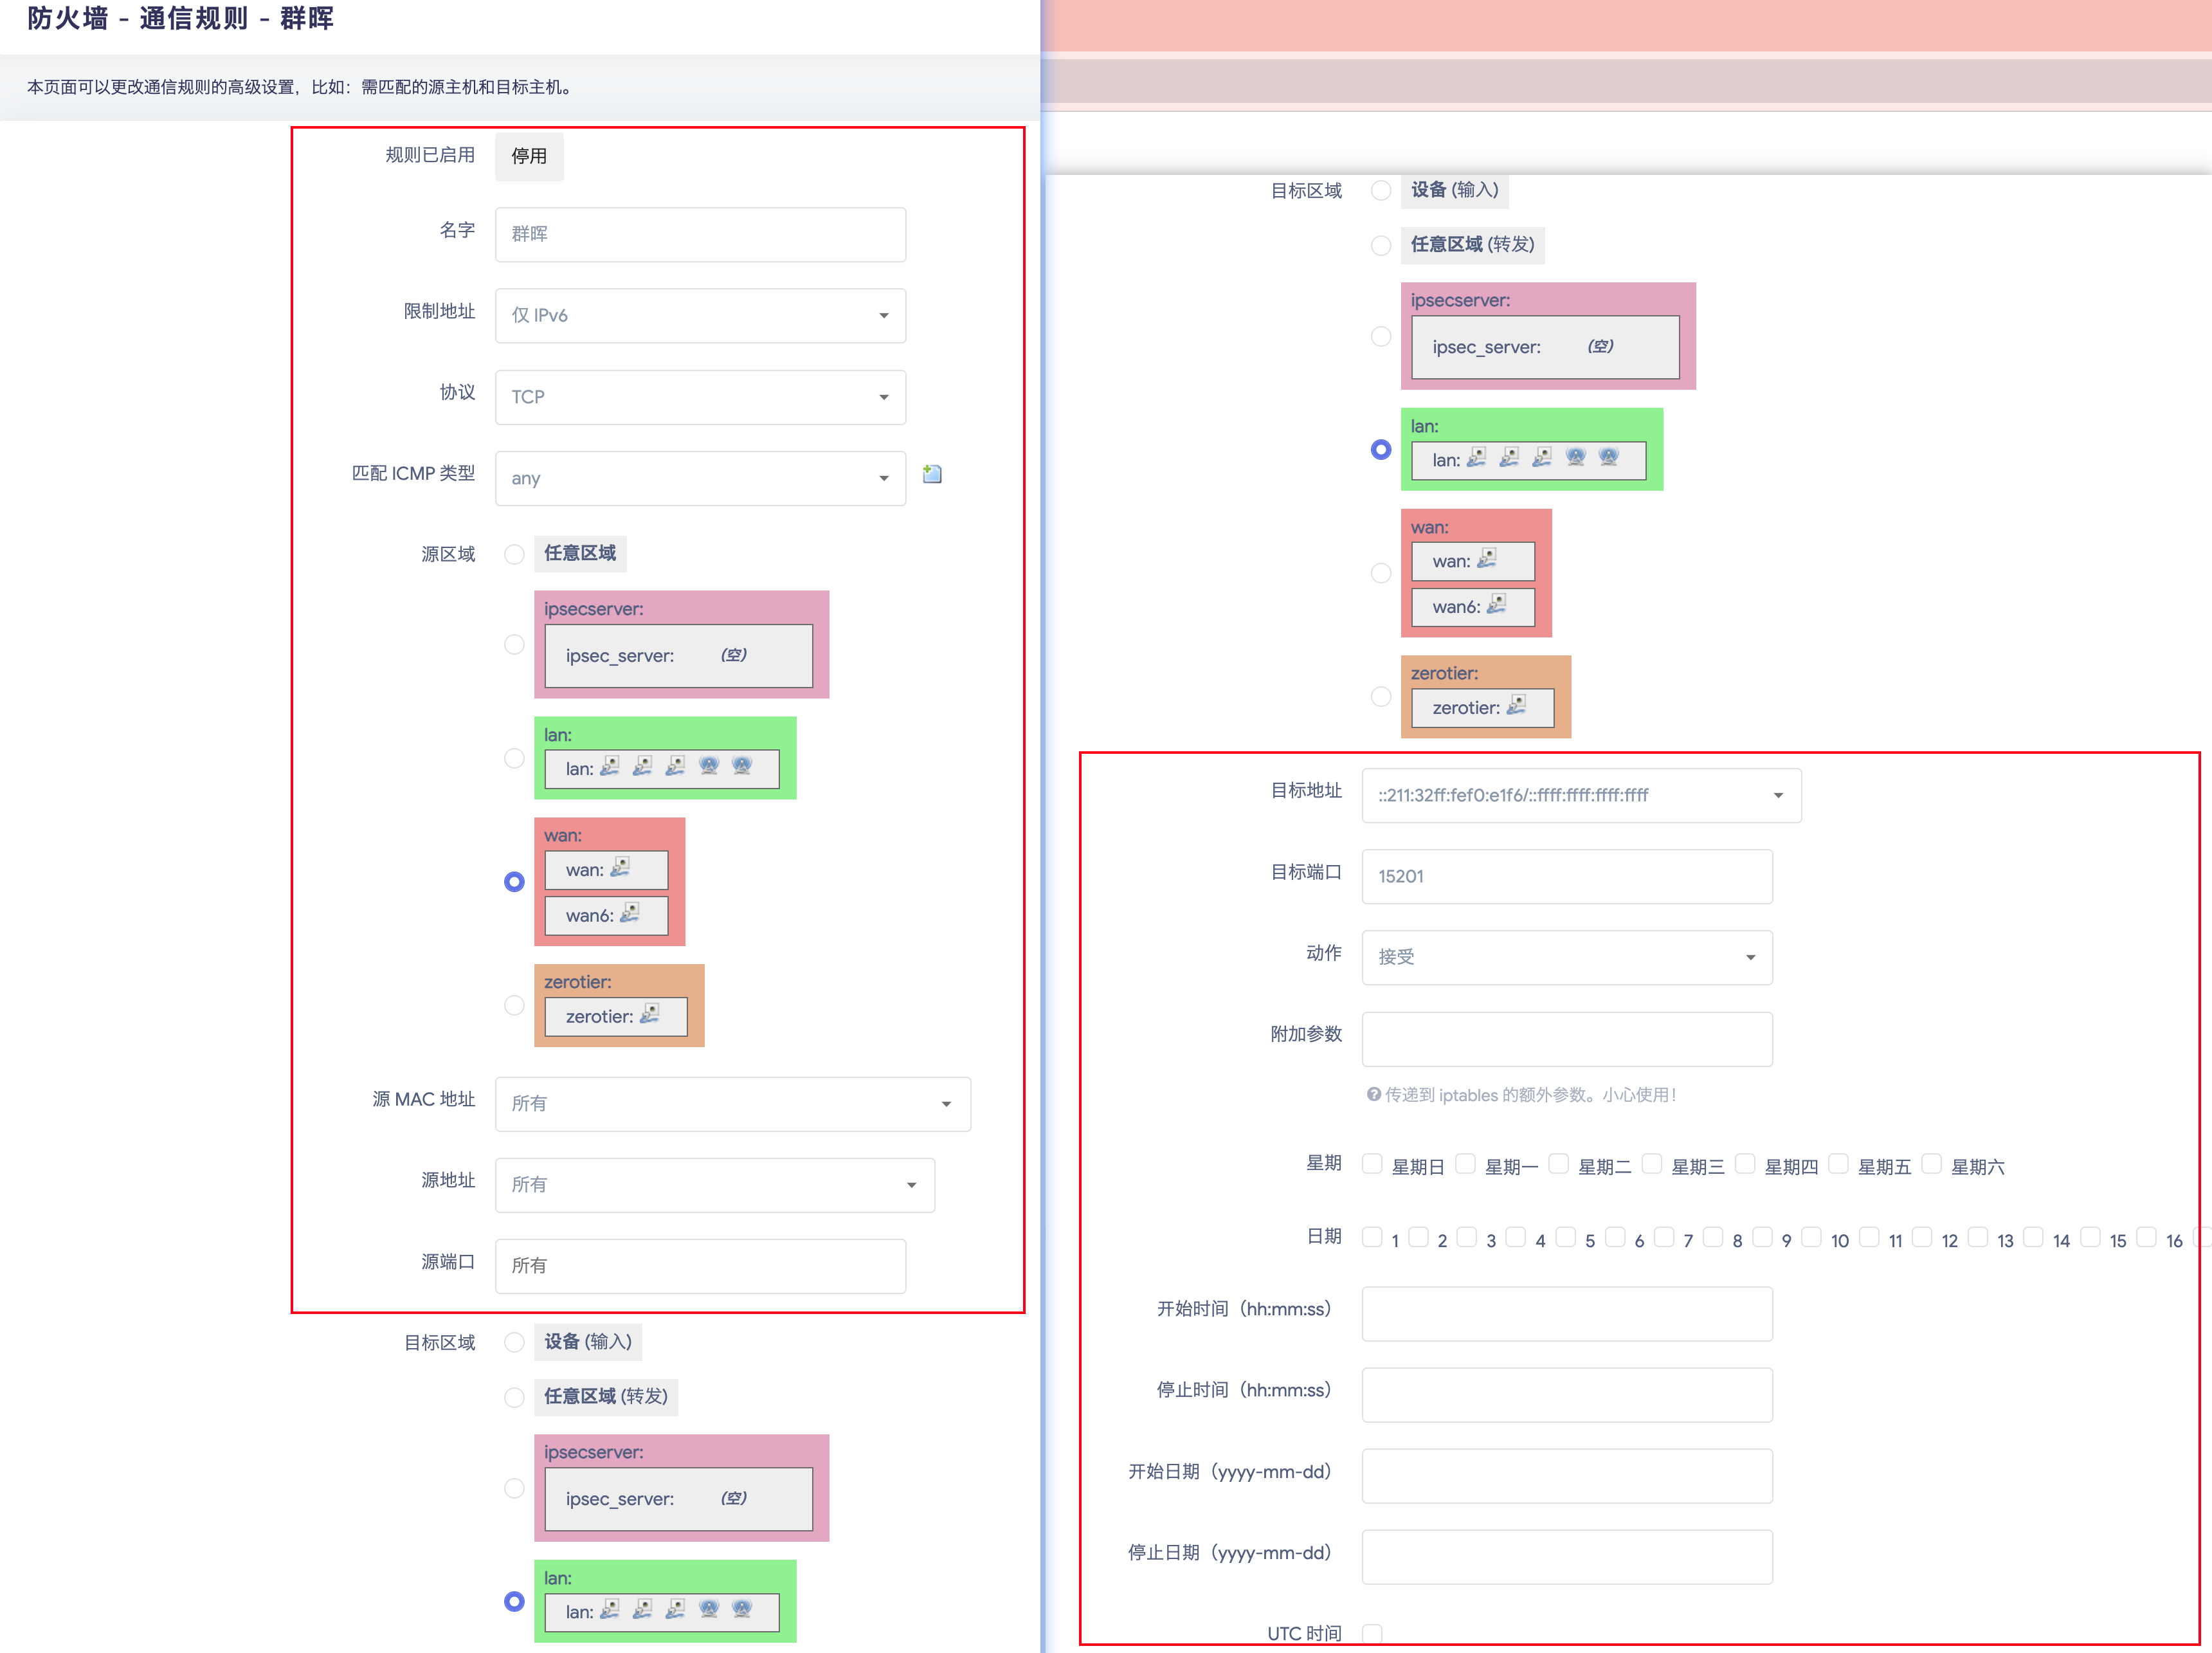 防火墙 - 通信规则 - 群晖
本页面可以更改通信规则的高级设置，比如：需匹配的源主机和目标主机。
规则已启用 停用
名字 群晖
限制地址 仅 IPv6
协议 TCP
匹配 ICMP 类型 any
源区域 任意区域
ipsecserver:
ipsec_server: (空)
lan:
lan:
wan:
wan:
wan6:
zerotier:
zerotier:
源 MAC 地址 所有
源地址 所有
源端口 所有
目标区域 设备 (输入)
任意区域 (转发)
ipsecserver:
ipsec_server: (空)
lan:
lan:
目标区域 设备 (输入)
任意区域 (转发)
ipsecserver:
ipsec_server: (空)
lan:
lan:
wan:
wan:
wan6:
zerotier:
zerotier:
目标地址 ::211:32ff:fef0:e1f6/::ffff:ffff:ffff:ffff
目标端口 15201
动作 接受
附加参数
传递到 iptables 的额外参数。小心使用！
星期 星期日 星期一 星期二 星期三 星期四 星期五 星期六
日期 1 2 3 4 5 6 7 8 9 10 11 12 13 14 15 16
开始时间（hh:mm:ss）
停止时间（hh:mm:ss）
开始日期（yyyy-mm-dd）
停止日期（yyyy-mm-dd）
UTC 时间